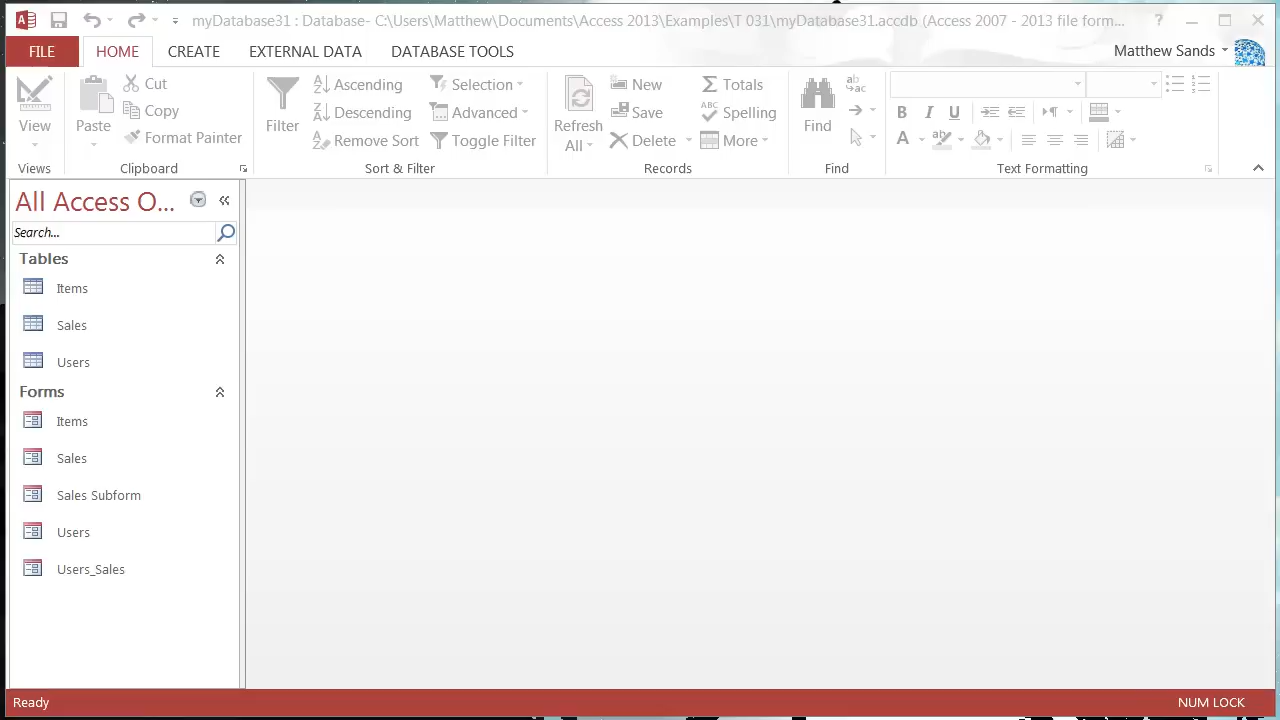 myDatabase31 : Database- C:\Users\Matthew\Documents\Access 2013\Examples\T 031\myDatabase31.accdb (Access 2007 - 2013 file form... ?
FILE HOME CREATE EXTERNAL DATA DATABASE TOOLS Matthew Sands
View
Views
Paste
Cut
Copy
Format Painter
Clipboard
Filter
Ascending
Descending
Remove Sort
Selection
Advanced
Toggle Filter
Sort & Filter
Refresh
All
New
Save
Delete
Totals
Spelling
More
Records
Find
Find
B I U
A
Text Formatting
All Access O...
Search...
Tables
Items
Sales
Users
Forms
Items
Sales
Sales Subform
Users
Users_Sales
Ready NUM LOCK